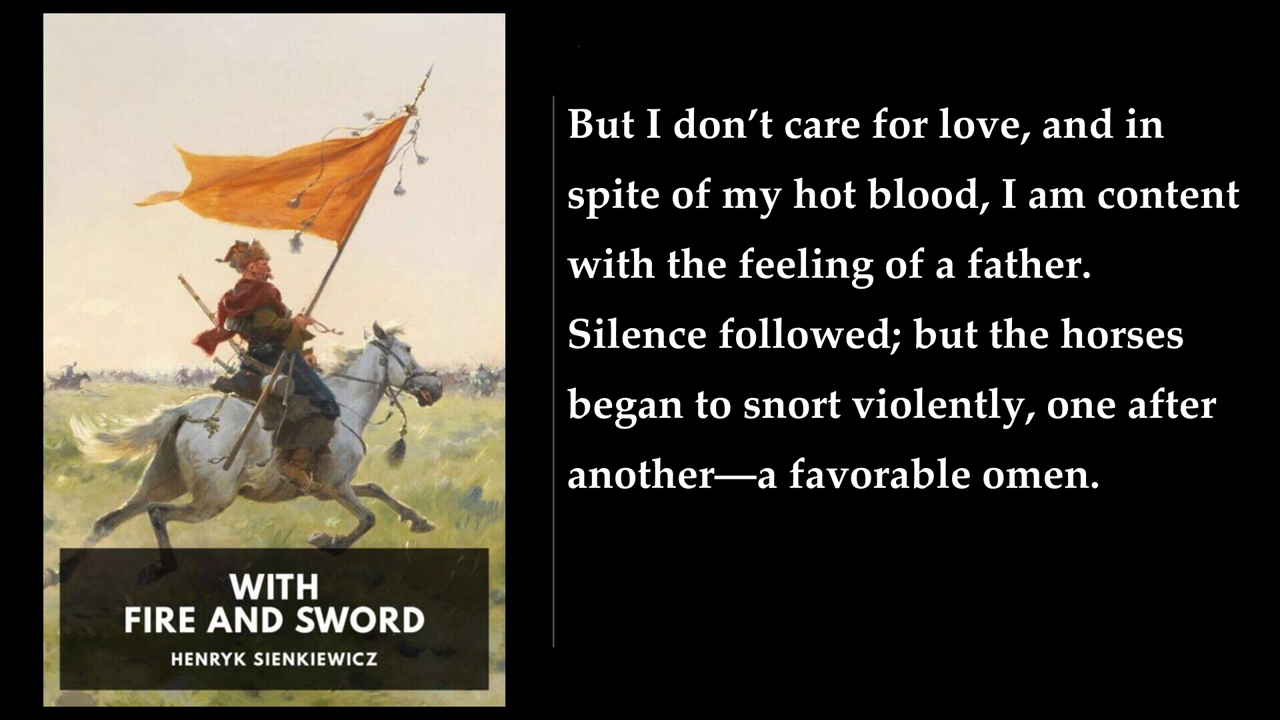 But I don’t care for love, and in
spite of my hot blood, I am content
with the feeling of a father.
Silence followed; but the horses
began to snort violently, one after
another—a favorable omen.
WITH
FIRE AND SWORD
HENRYK SIENKIEWICZ